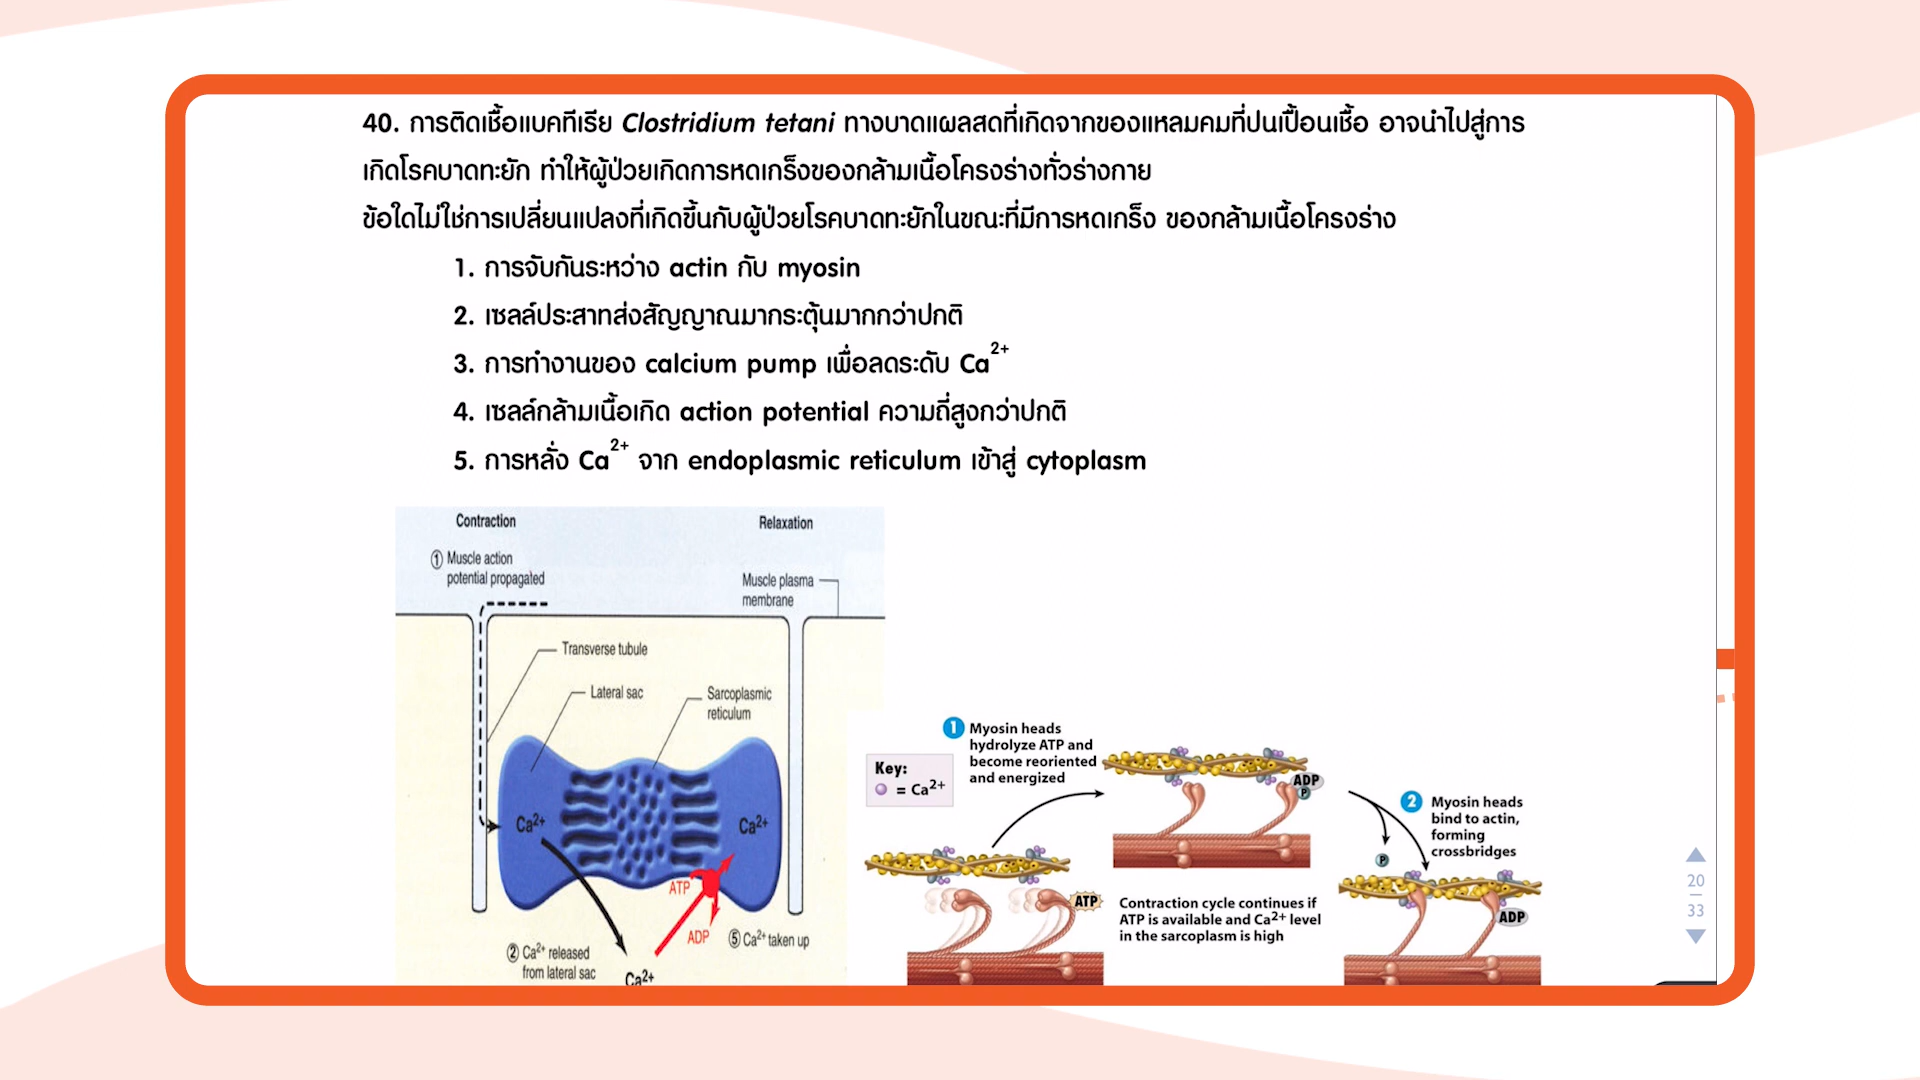 40. การติดเชื้อแบคทีเรีย Clostridium tetani ทางบาดแผลสดที่เกิดจากของแหลมคมที่ปนเปื้อนเชื้อ อาจนำไปสู่การ
เกิดโรคบาดทะยัก ทำให้ผู้ป่วยเกิดการหดเกร็งของกล้ามเนื้อโครงร่างทั่วร่างกาย
ข้อใดไม่ใช่การเปลี่ยนแปลงที่เกิดขึ้นกับผู้ป่วยโรคบาดทะยักในขณะที่มีการหดเกร็ง ของกล้ามเนื้อโครงร่าง
1. การจับกันระหว่าง actin กับ myosin
2. เซลล์ประสาทส่งสัญญาณมากระตุ้นมากกว่าปกติ
3. การทำงานของ calcium pump เพื่อลดระดับ Ca2+
4. เซลล์กล้ามเนื้อเกิด action potential ความถี่สูงกว่าปกติ
5. การหลั่ง Ca2+ จาก endoplasmic reticulum เข้าสู่ cytoplasm
Contraction
Relaxation
① Muscle action
potential propagated
Muscle plasma
membrane
Transverse tubule
Lateral sac
Sarcoplasmic
reticulum
Ca2+
Ca2+
ATP
ADP
⑤ Ca2+ taken up
② Ca2+ released
from lateral sac
Ca2+
Key:
= Ca2+
1 Myosin heads
hydrolyze ATP and
become reoriented
and energized
ADP
P
2 Myosin heads
bind to actin,
forming
crossbridges
P
ATP
ADP
Contraction cycle continues if
ATP is available and Ca2+ level
in the sarcoplasm is high
20
33